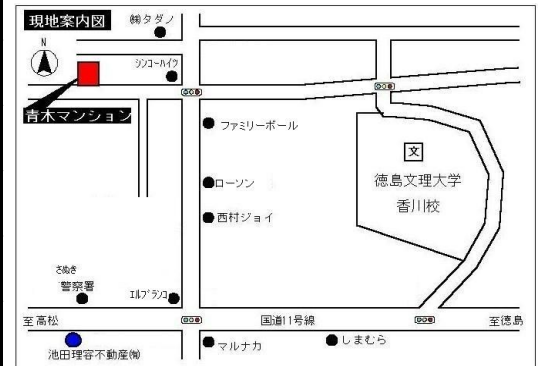 現地案内図
㈱タダノ
N
シンコーハイツ
青木マンション
ファミリーボール
文
徳島文理大学
香川校
ローソン
西村ジョイ
さぬき
警察署
エルブランコ
至高松
国道11号線
至徳島
池田理容不動産㈱
マルナカ
しまむら